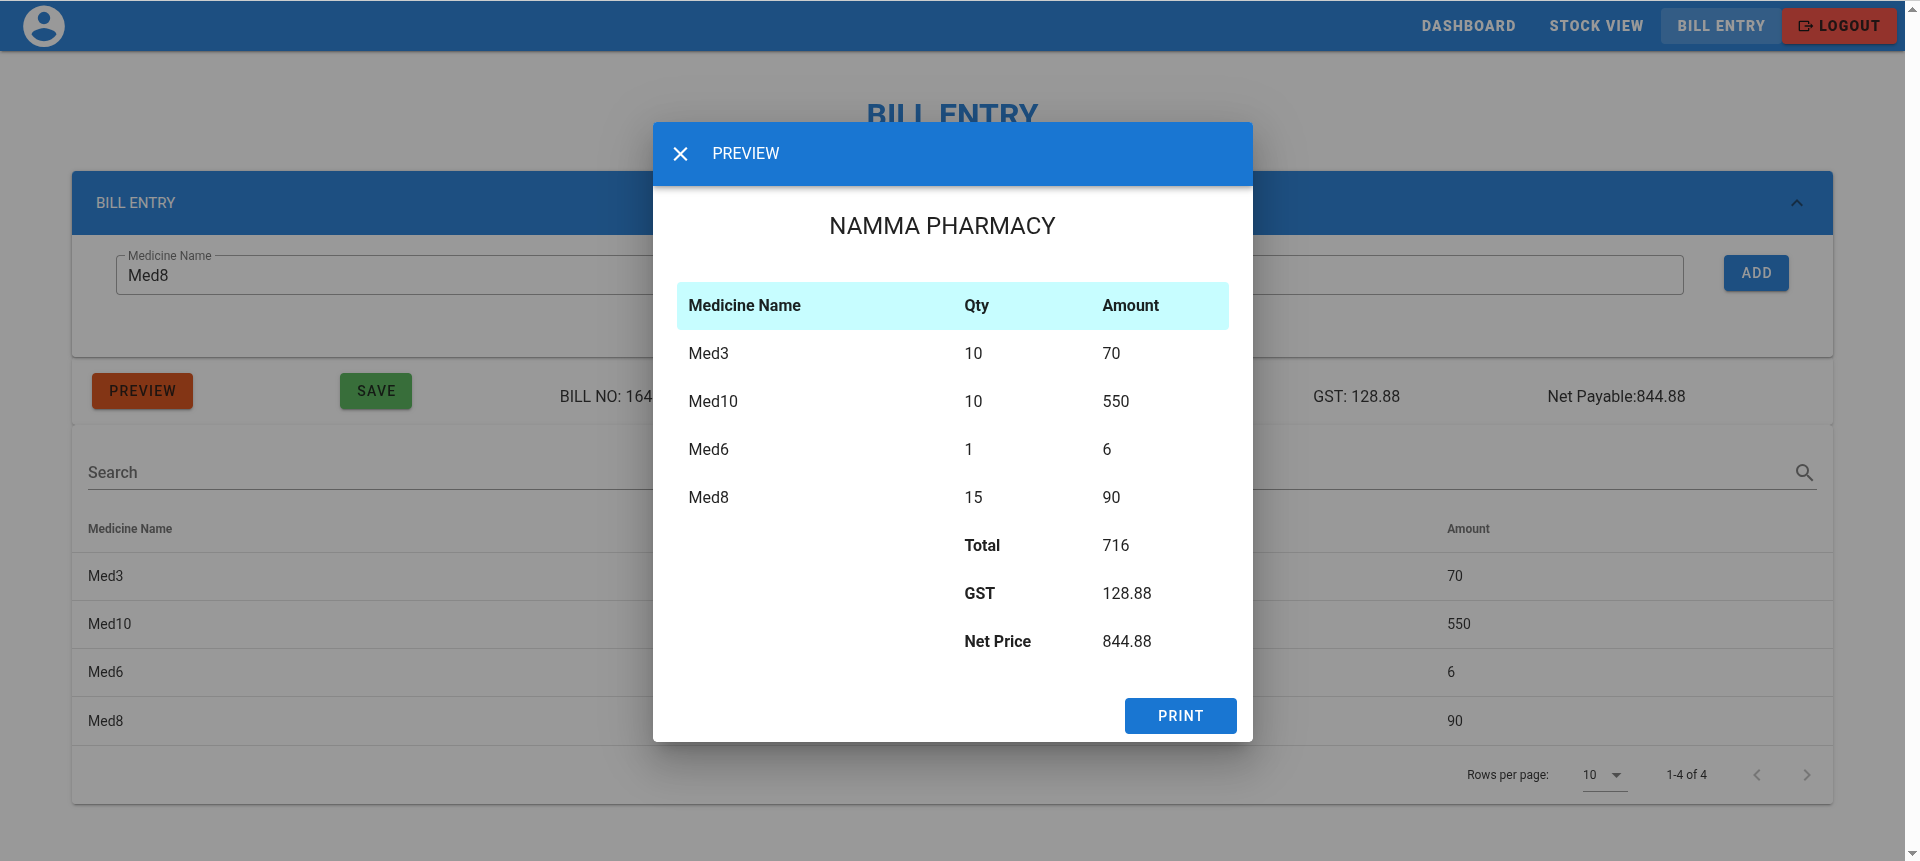 DASHBOARD STOCK VIEW BILL ENTRY LOGOUT
BILL ENTRY
PREVIEW
BILL ENTRY
NAMMA PHARMACY
Medicine Name
Med8
ADD
Medicine Name Qty Amount
Med3 10 70
Med10 10 550
Med6 1 6
Med8 15 90
Total 716
GST 128.88
Net Price 844.88
PRINT
PREVIEW SAVE BILL NO: 164 GST: 128.88 Net Payable:844.88
Search
Medicine Name Amount
Med3 70
Med10 550
Med6 6
Med8 90
Rows per page: 10 1-4 of 4